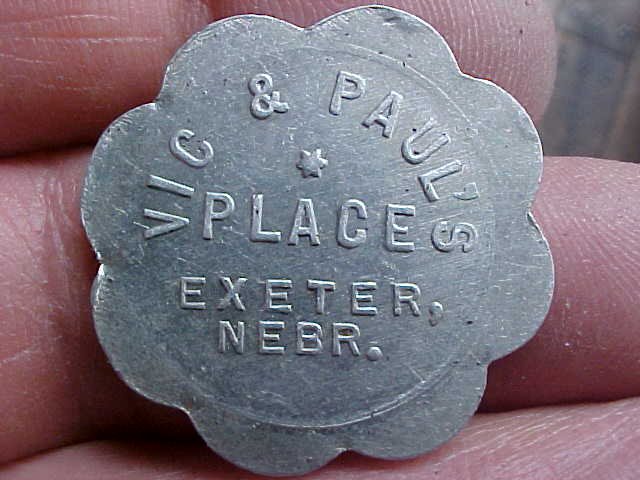 VIC & PAUL'S
PLACE
EXETER,
NEBR.